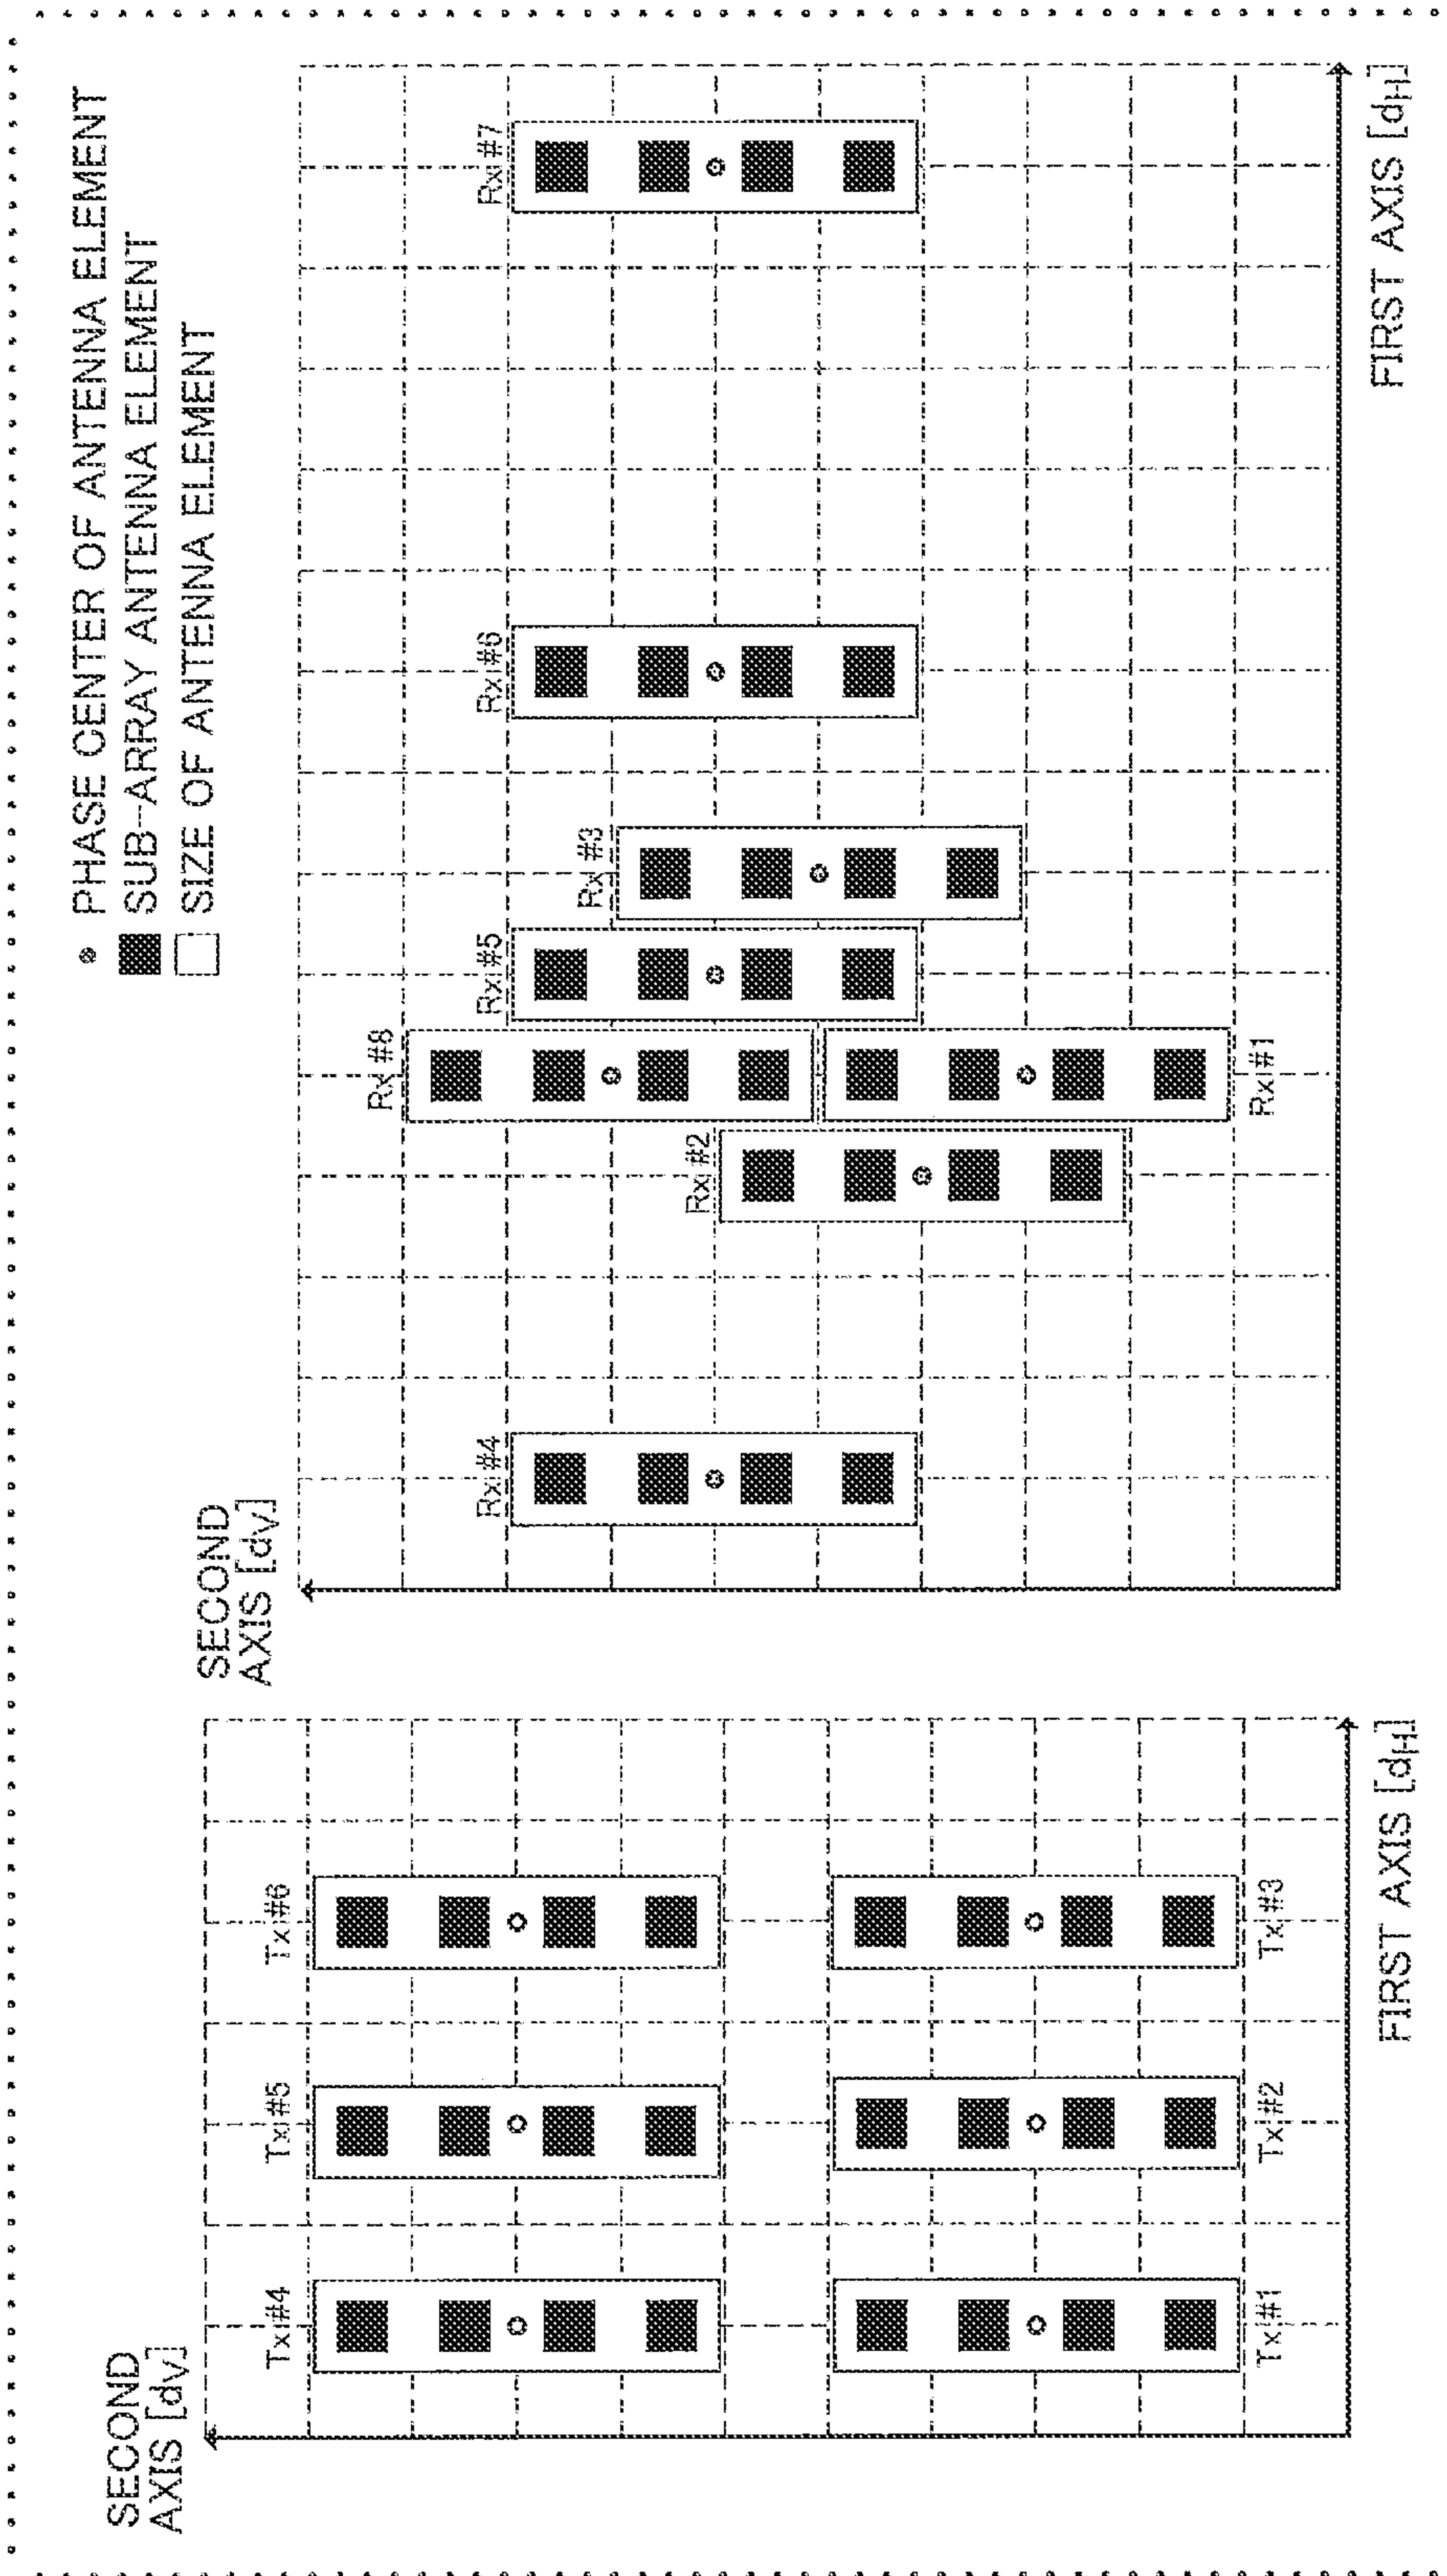 PHASE CENTER OF ANTENNA ELEMENT
SUB-ARRAY ANTENNA ELEMENT
SIZE OF ANTENNA ELEMENT
SECOND
AXIS [dV]
Tx #4
Tx #5
Tx #6
Tx #1
Tx #2
Tx #3
FIRST AXIS [dH]
SECOND
AXIS [dV]
Rx #8
Rx #4
Rx #5
Rx #6
Rx #7
Rx #3
Rx #2
Rx #1
FIRST AXIS [dH]